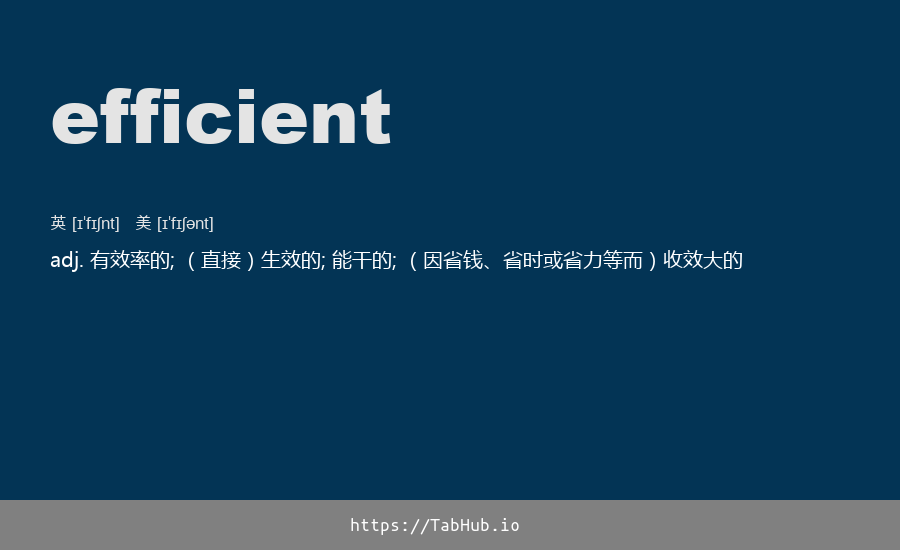 efficient
英 [ɪˈfɪʃnt] 美 [ɪˈfɪʃənt]
adj. 有效率的; （直接）生效的; 能干的; （因省钱、省时或省力等而）收效大的
https://TabHub.io